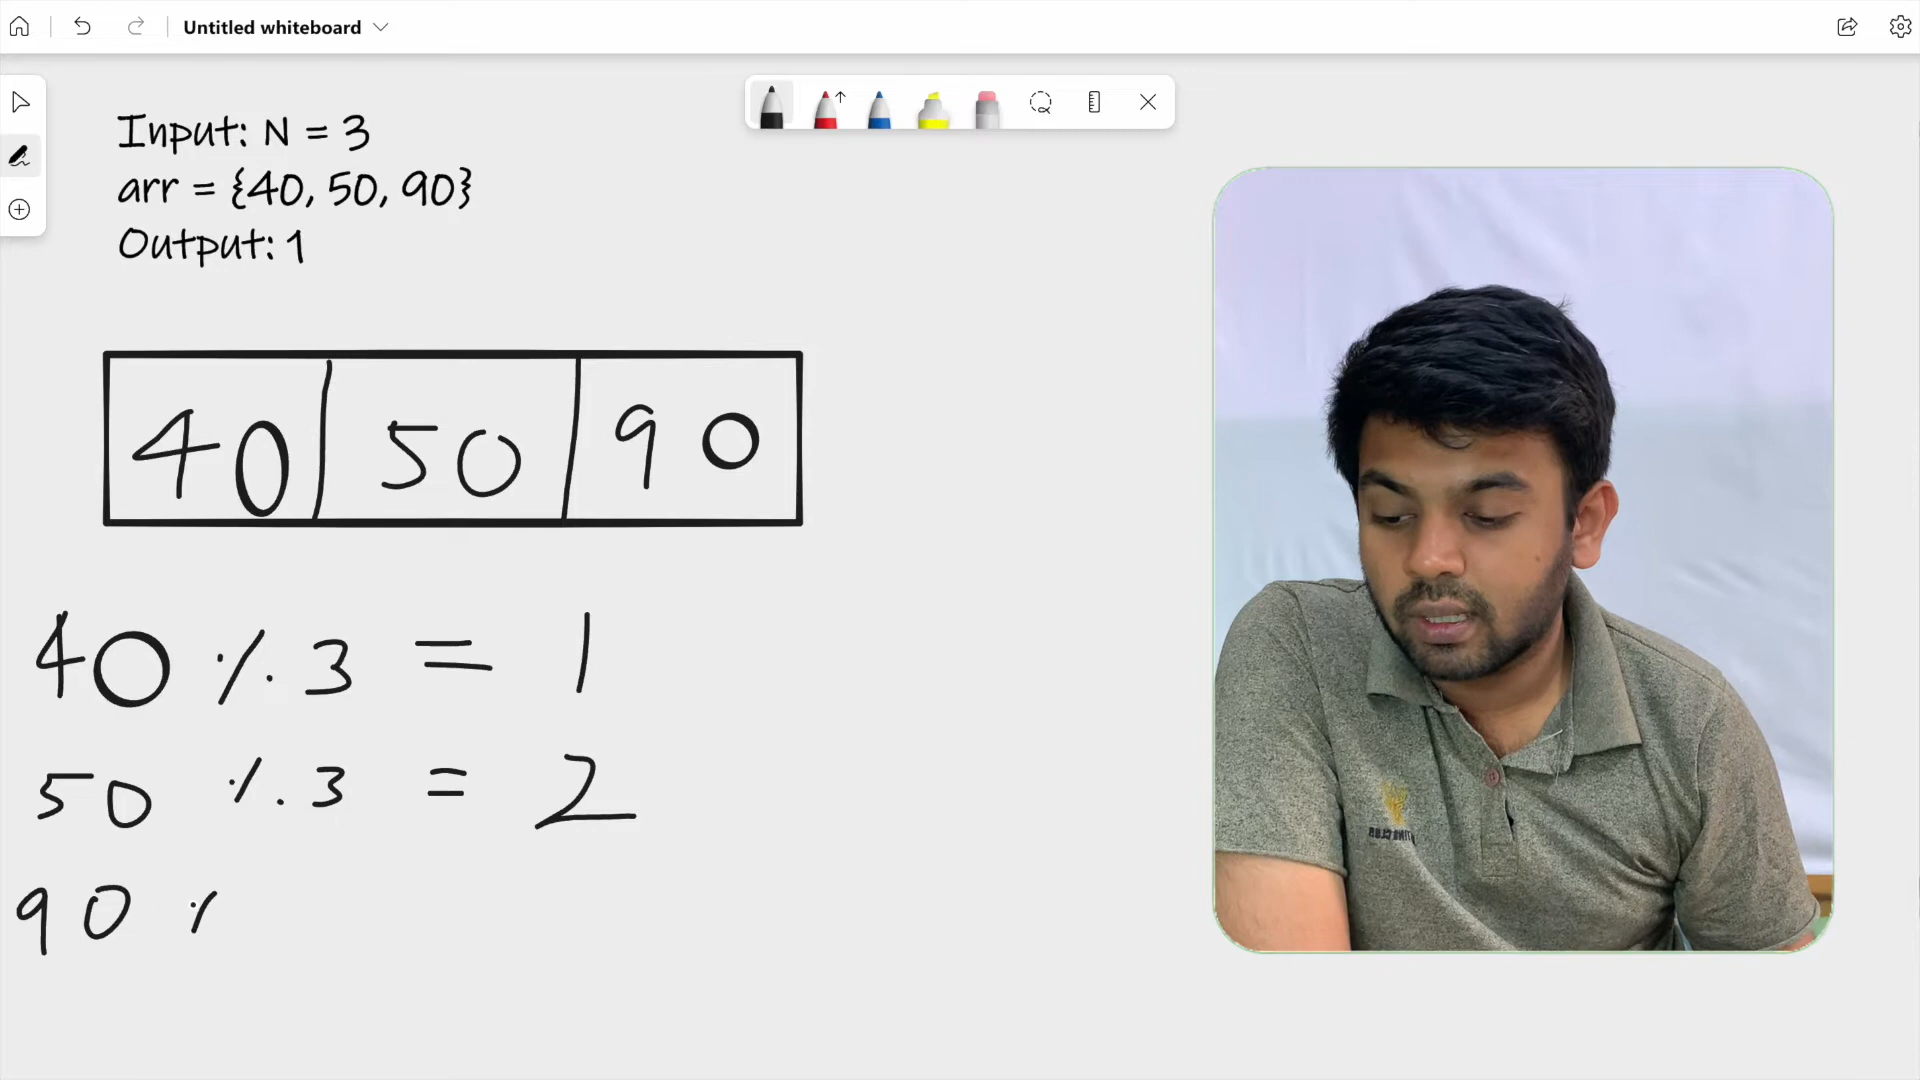 Untitled whiteboard
Input: N = 3
arr = {40, 50, 90}
Output: 1
40 50 90
40 % 3 = 1
50 % 3 = 2
90 %